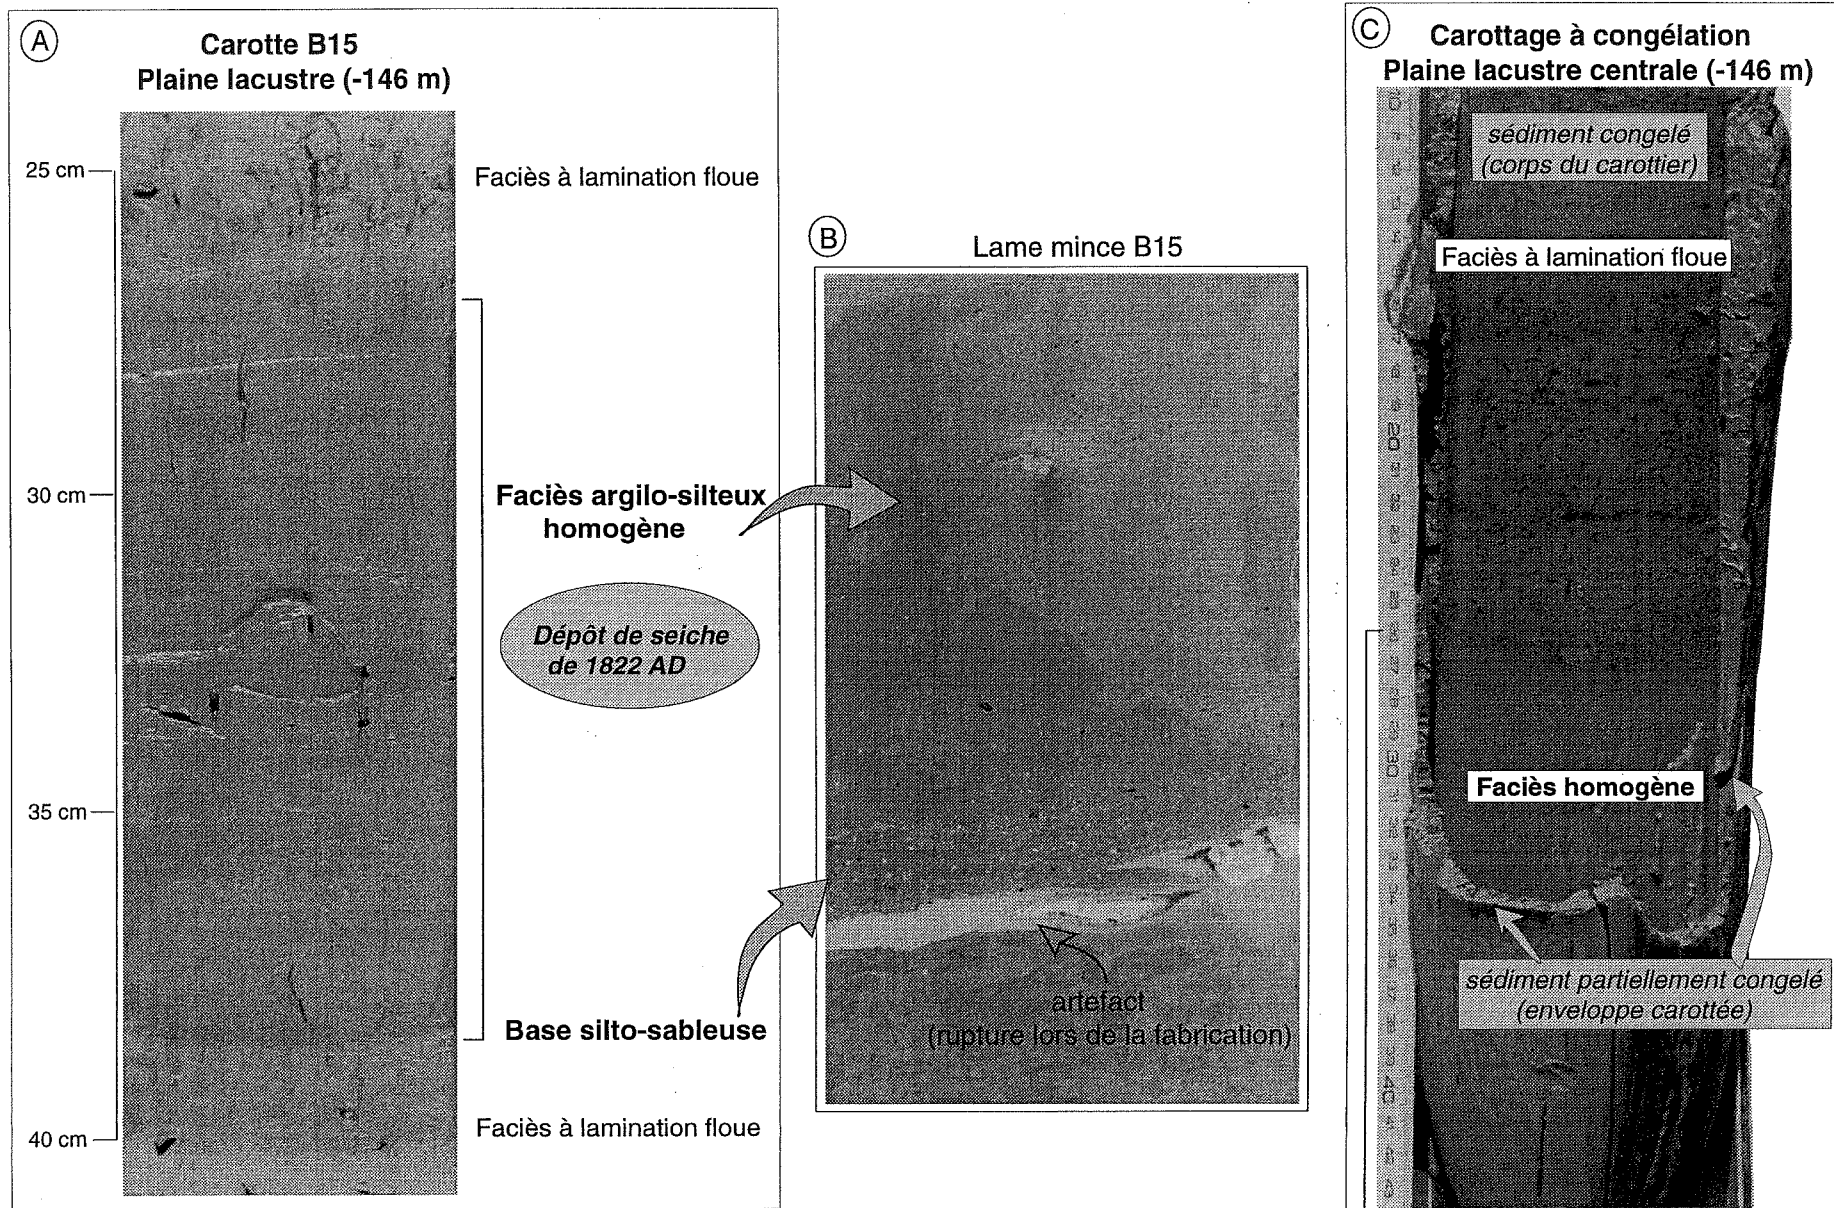 A
Carotte B15
Plaine lacustre (-146 m)
25 cm
Faciès à lamination floue
30 cm
Faciès argilo-silteux
homogène
Dépôt de seiche
de 1822 AD
35 cm
Base silto-sableuse
Faciès à lamination floue
40 cm
B
Lame mince B15
artefact
(rupture lors de la fabrication)
C
Carottage à congélation
Plaine lacustre centrale (-146 m)
sédiment congelé
(corps du carottier)
Faciès à lamination floue
20
30
Faciès homogène
sédiment partiellement congelé
(enveloppe carottée)
40